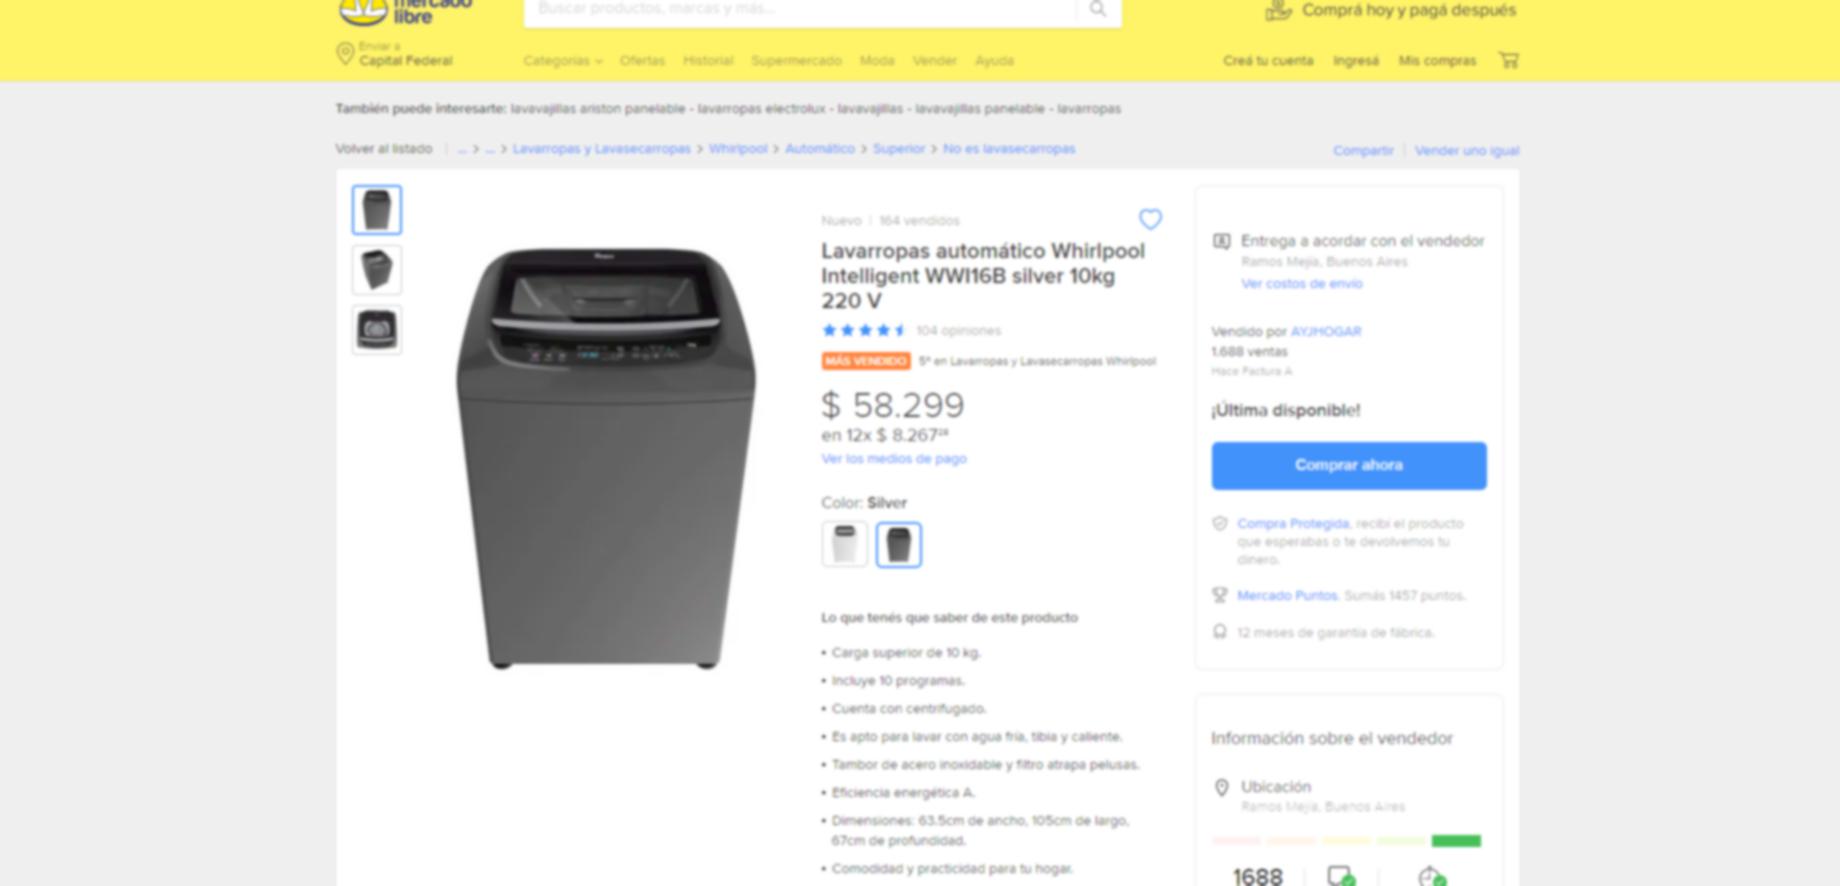 mercado
libre
Buscar productos, marcas y más...
Comprá hoy y pagá después
Enviar a
Capital Federal
Categorías Ofertas Historial Supermercado Moda Vender Ayuda
Creá tu cuenta Ingresá Mis compras
También puede interesarte: lavavajillas ariston panelable - lavarropas electrolux - lavavajillas - lavavajillas panelable - lavarropas
Volver al listado | ... > ... > Lavarropas y Lavasecarropas > Whirlpool > Automático > Superior > No es lavasecarropas
Compartir | Vender uno igual
Nuevo | 164 vendidos
Lavarropas automático Whirlpool
Intelligent WWI16B silver 10kg
220 V
104 opiniones
MÁS VENDIDO 5º en Lavarropas y Lavasecarropas Whirlpool
$ 58.299
en 12x $ 8.267
Ver los medios de pago
Color: Silver
Lo que tenés que saber de este producto
• Carga superior de 10 kg.
• Incluye 10 programas.
• Cuenta con centrifugado.
• Es apto para lavar con agua fría, tibia y caliente.
• Tambor de acero inoxidable y filtro atrapa pelusas.
• Eficiencia energética A.
• Dimensiones: 63.5cm de ancho, 105cm de largo,
67cm de profundidad.
• Comodidad y practicidad para tu hogar.
Entrega a acordar con el vendedor
Ramos Mejía, Buenos Aires
Ver costos de envío
Vendido por AYJHOGAR
1.688 ventas
Hace Factura A
¡Última disponible!
Comprar ahora
Compra Protegida, recibí el producto
que esperabas o te devolvemos tu
dinero.
Mercado Puntos. Sumás 1457 puntos.
12 meses de garantía de fábrica.
Información sobre el vendedor
Ubicación
Ramos Mejía, Buenos Aires
1688